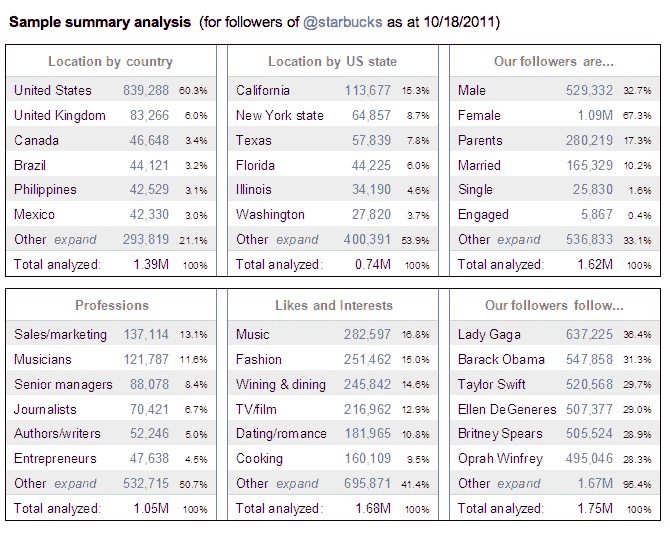 Sample summary analysis (for followers of @starbucks as at 10/18/2011)
Location by country
United States 839,288 60.3%
United Kingdom 83,266 6.0%
Canada 46,648 3.4%
Brazil 44,121 3.2%
Philippines 42,529 3.1%
Mexico 42,330 3.0%
Other expand 293,819 21.1%
Total analyzed: 1.39M 100%
Location by US state
California 113,677 15.3%
New York state 64,857 8.7%
Texas 57,839 7.8%
Florida 44,225 6.0%
Illinois 34,190 4.6%
Washington 27,820 3.7%
Other expand 400,391 53.9%
Total analyzed: 0.74M 100%
Our followers are...
Male 529,332 32.7%
Female 1.09M 67.3%
Parents 280,219 17.3%
Married 165,329 10.2%
Single 25,830 1.6%
Engaged 5,867 0.4%
Other expand 536,833 33.1%
Total analyzed: 1.62M 100%
Professions
Sales/marketing 137,114 13.1%
Musicians 121,787 11.6%
Senior managers 88,078 8.4%
Journalists 70,421 6.7%
Authors/writers 52,246 5.0%
Entrepreneurs 47,638 4.5%
Other expand 532,715 50.7%
Total analyzed: 1.05M 100%
Likes and Interests
Music 282,597 16.8%
Fashion 251,462 15.0%
Wining & dining 245,842 14.6%
TV/film 216,962 12.9%
Dating/romance 181,965 10.8%
Cooking 160,109 9.5%
Other expand 695,871 41.4%
Total analyzed: 1.68M 100%
Our followers follow...
Lady Gaga 637,225 36.4%
Barack Obama 547,858 31.3%
Taylor Swift 520,568 29.7%
Ellen DeGeneres 507,377 29.0%
Britney Spears 505,524 28.9%
Oprah Winfrey 495,046 28.3%
Other expand 1.67M 95.4%
Total analyzed: 1.75M 100%